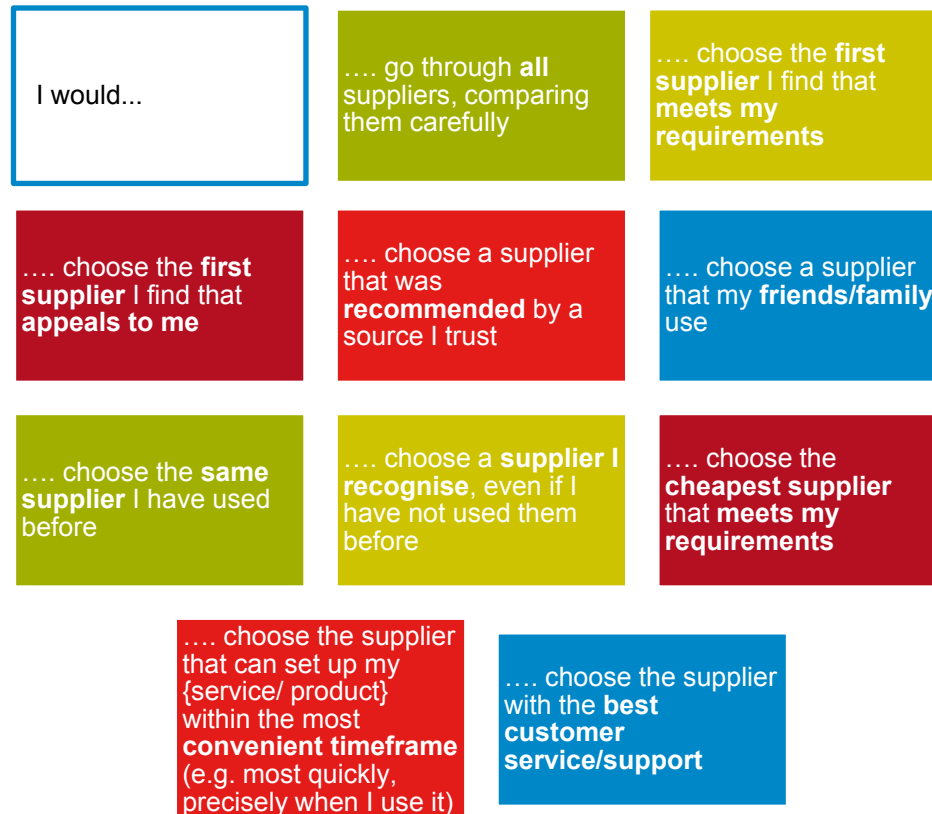 I would...
…. go through all
suppliers, comparing
them carefully
…. choose the first
supplier I find that
meets my
requirements
…. choose the first
supplier I find that
appeals to me
…. choose a supplier
that was
recommended by a
source I trust
…. choose a supplier
that my friends/family
use
…. choose the same
supplier I have used
before
…. choose a supplier I
recognise, even if I
have not used them
before
…. choose the
cheapest supplier
that meets my
requirements
…. choose the supplier
that can set up my
{service/ product}
within the most
convenient timeframe
(e.g. most quickly,
precisely when I use it)
…. choose the supplier
with the best
customer
service/support